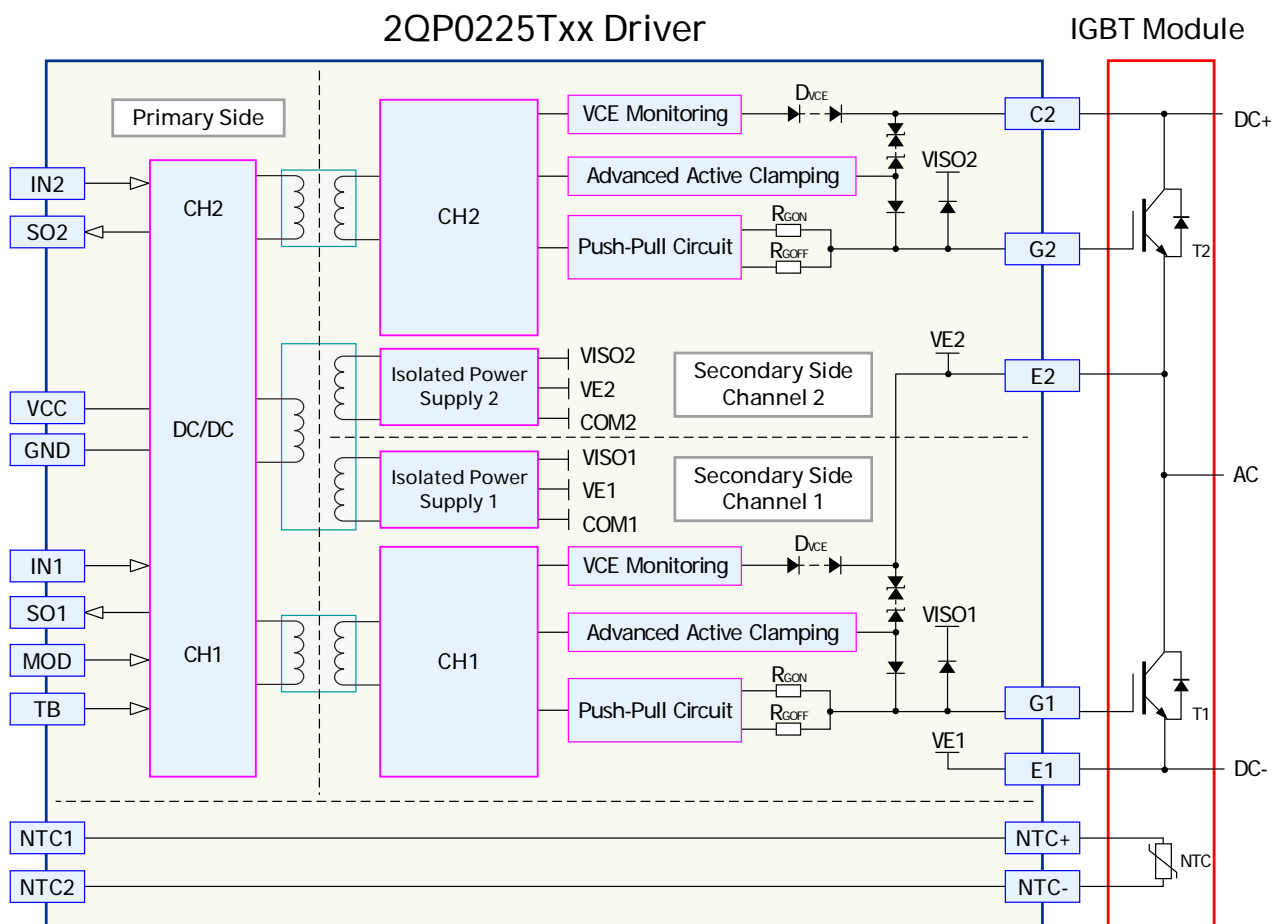 2QP0225Txx Driver
IGBT Module
Primary Side
IN2
SO2
VCC
GND
IN1
SO1
MOD
TB
NTC1
NTC2
CH2
DC/DC
CH1
CH2
VCE Monitoring
DVCE
Advanced Active Clamping
VISO2
Push-Pull Circuit
RGON
RGOFF
Isolated Power
Supply 2
VISO2
VE2
COM2
Secondary Side
Channel 2
VE2
Isolated Power
Supply 1
VISO1
VE1
COM1
Secondary Side
Channel 1
CH1
VCE Monitoring
DVCE
Advanced Active Clamping
VISO1
Push-Pull Circuit
RGON
RGOFF
VE1
C2
G2
E2
G1
E1
NTC+
NTC-
DC+
T2
AC
T1
DC-
NTC